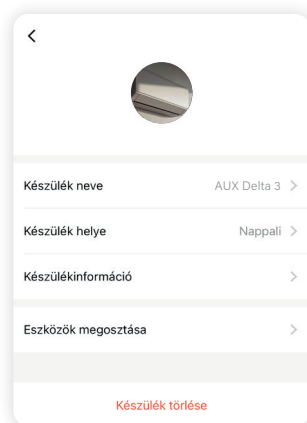 Készülék neve AUX Delta 3
Készülék helye Nappali
Készülékinformáció
Eszközök megosztása
Készülék törlése